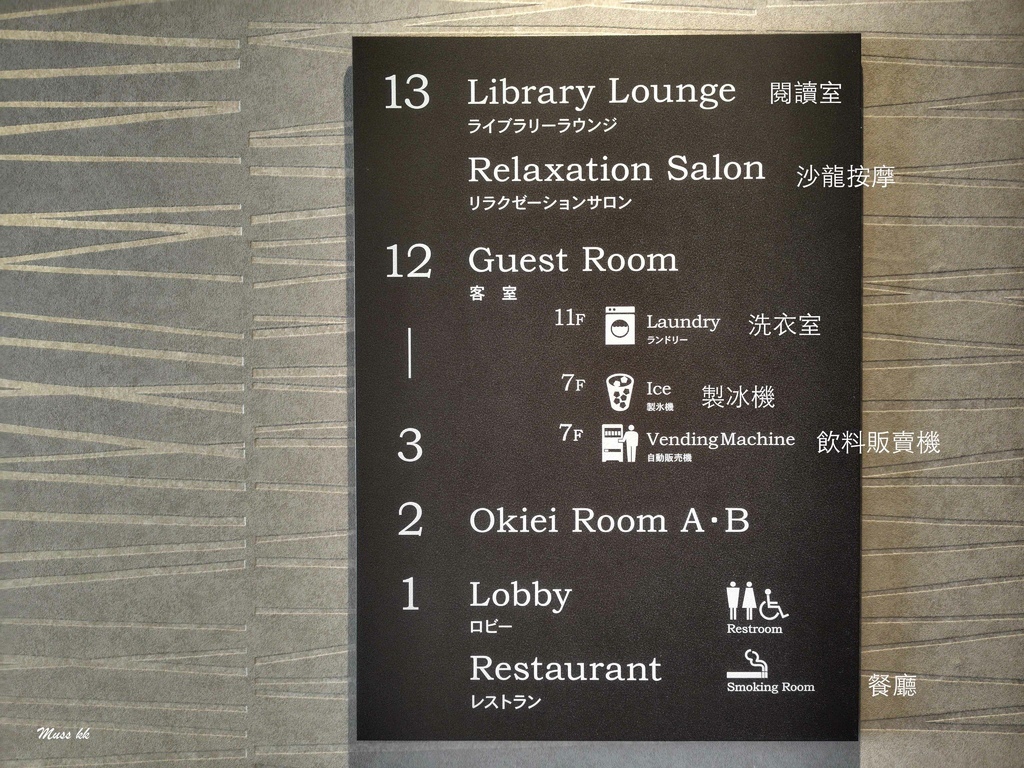 13 Library Lounge 閱讀室
ライブラリーラウンジ
Relaxation Salon 沙龍按摩
リラクゼーションサロン
12 Guest Room
客 室
11F Laundry 洗衣室
ランドリー
7F Ice 製冰機
製氷機
7F Vending Machine 飲料販賣機
自動販売機
3
2 Okiei Room A・B
1 Lobby
ロビー
Restroom
Restaurant
レストラン
Smoking Room
餐廳
Muss kk